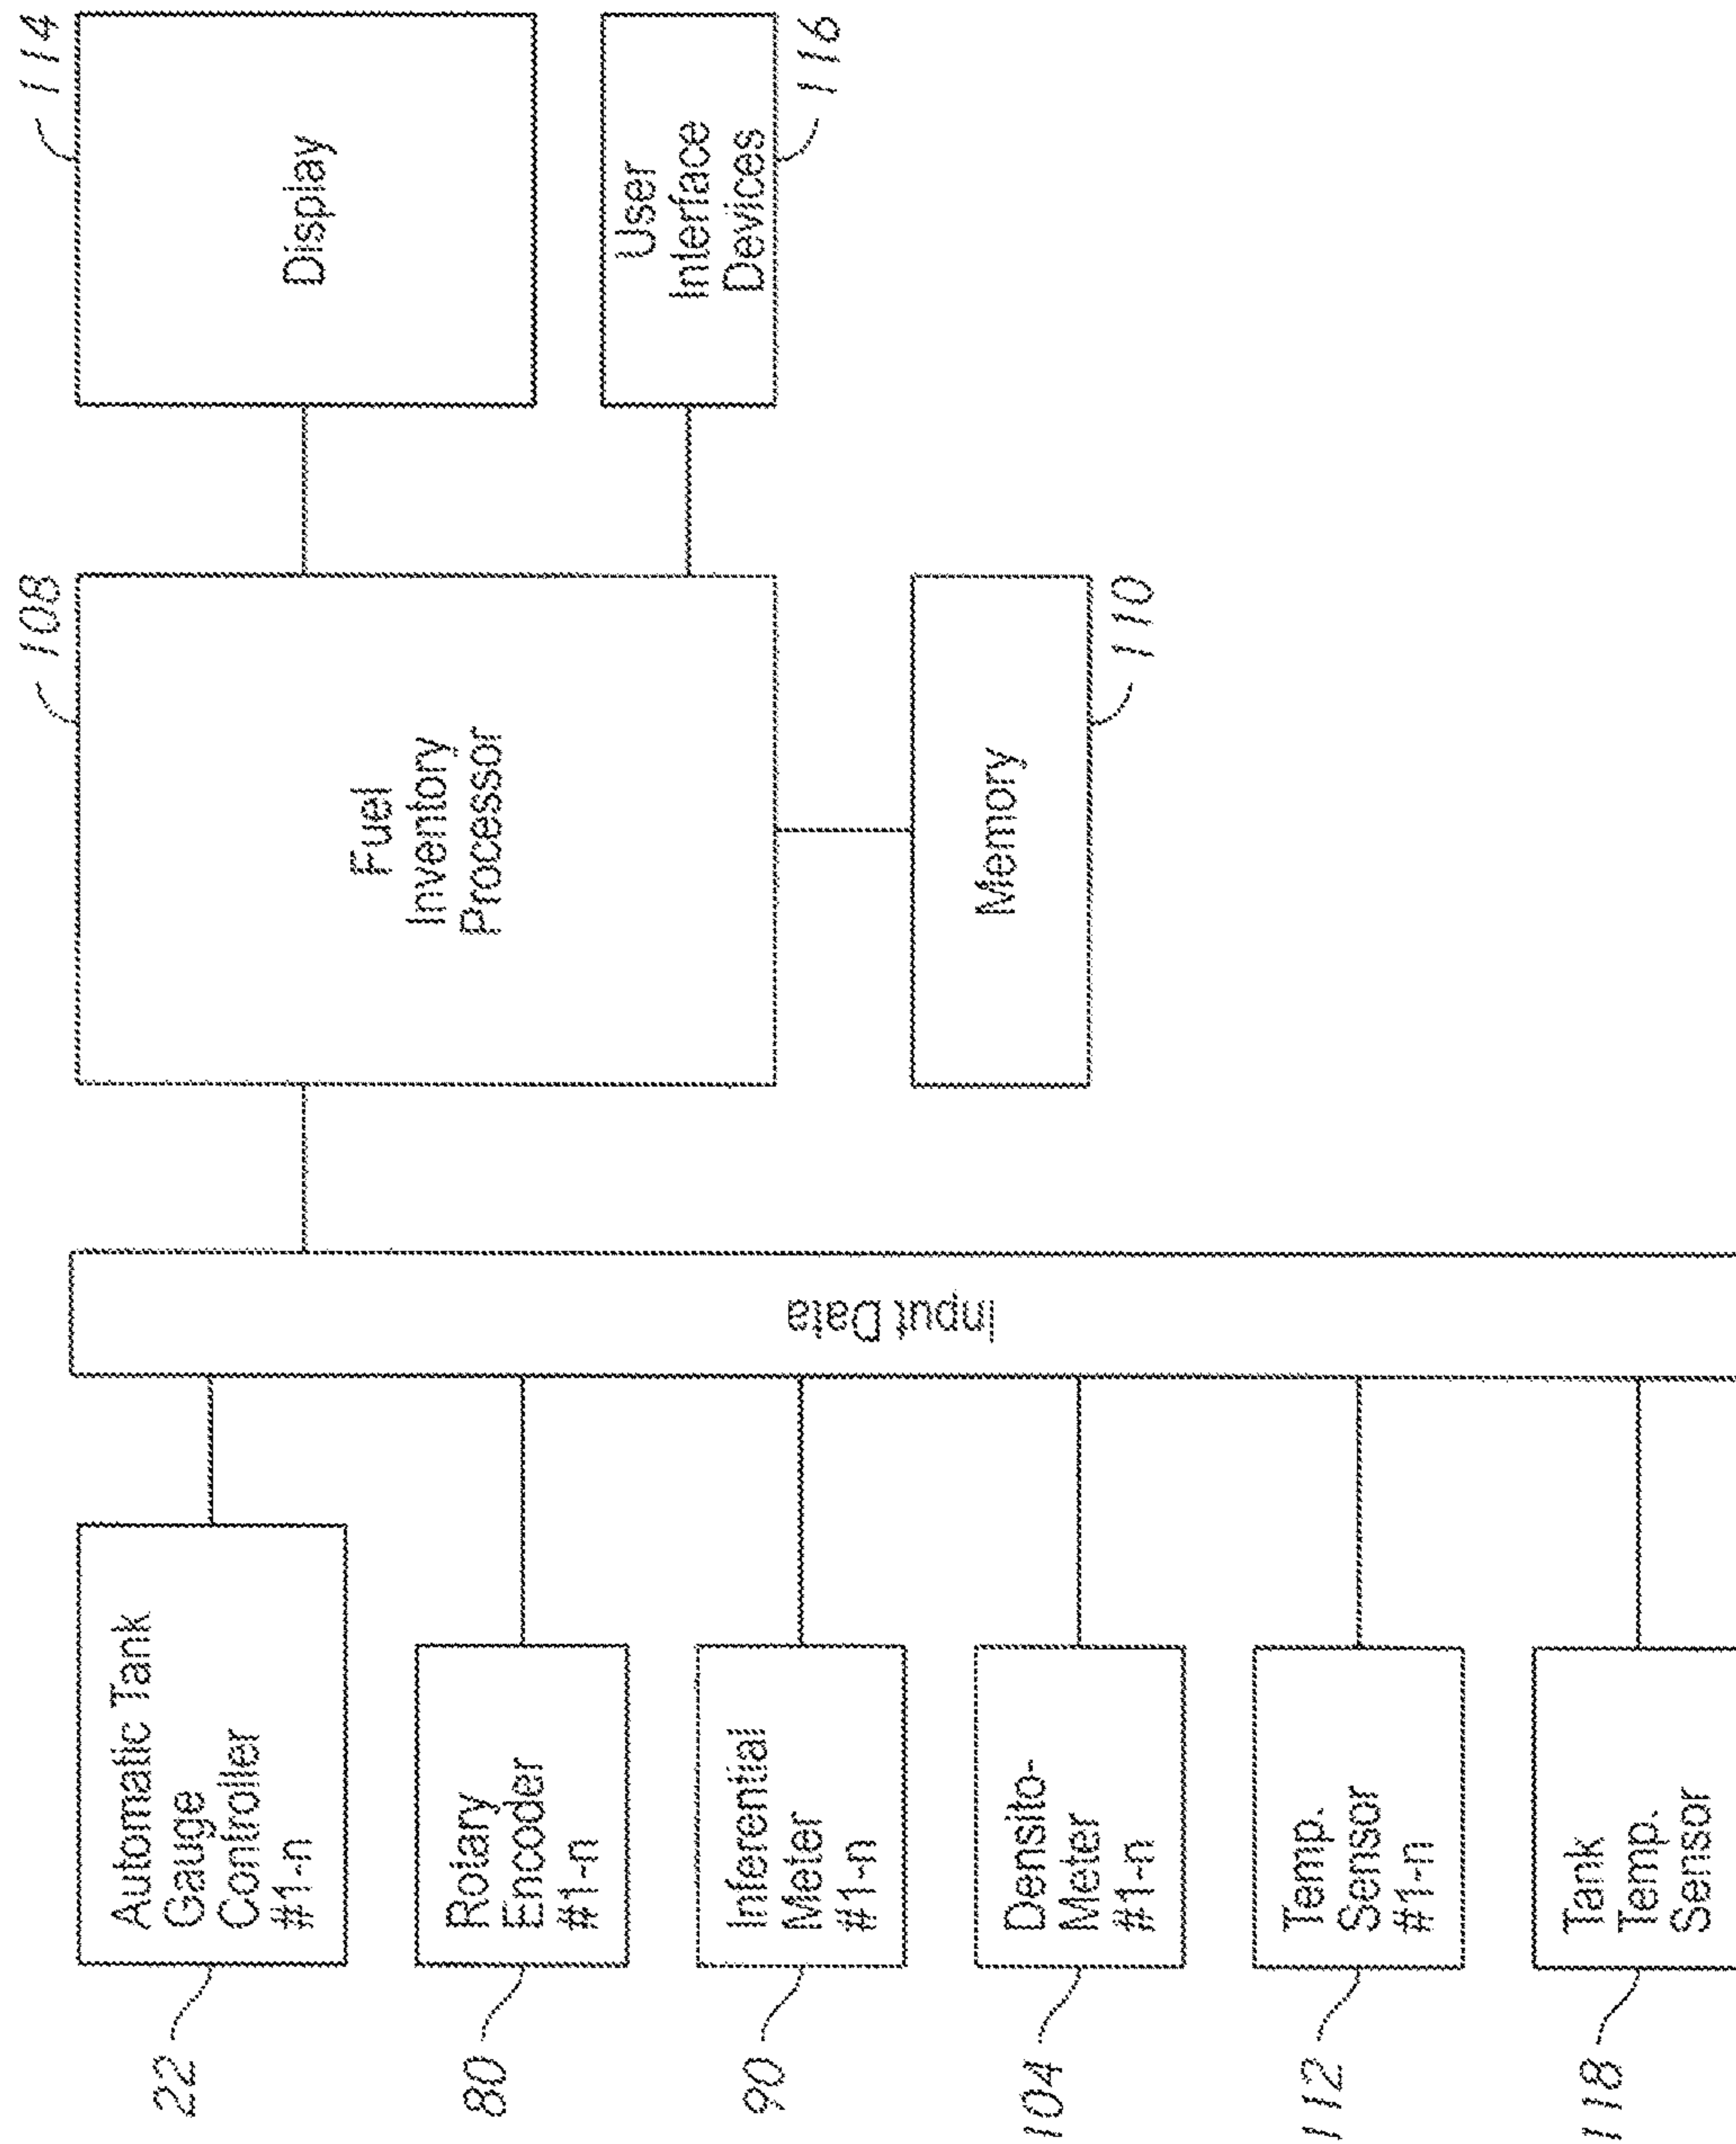 22
Automatic Tank
Gauge
Controller
#1-n
80
Rotary
Encoder
#1-n
90
Inferential
Meter
#1-n
104
Densito-
Meter
#1-n
112
Temp.
Sensor
#1-n
118
Tank
Temp.
Sensor
Input Data
108
Fuel
Inventory
Processor
Memory
110
114
Display
User
Interface
Devices
116